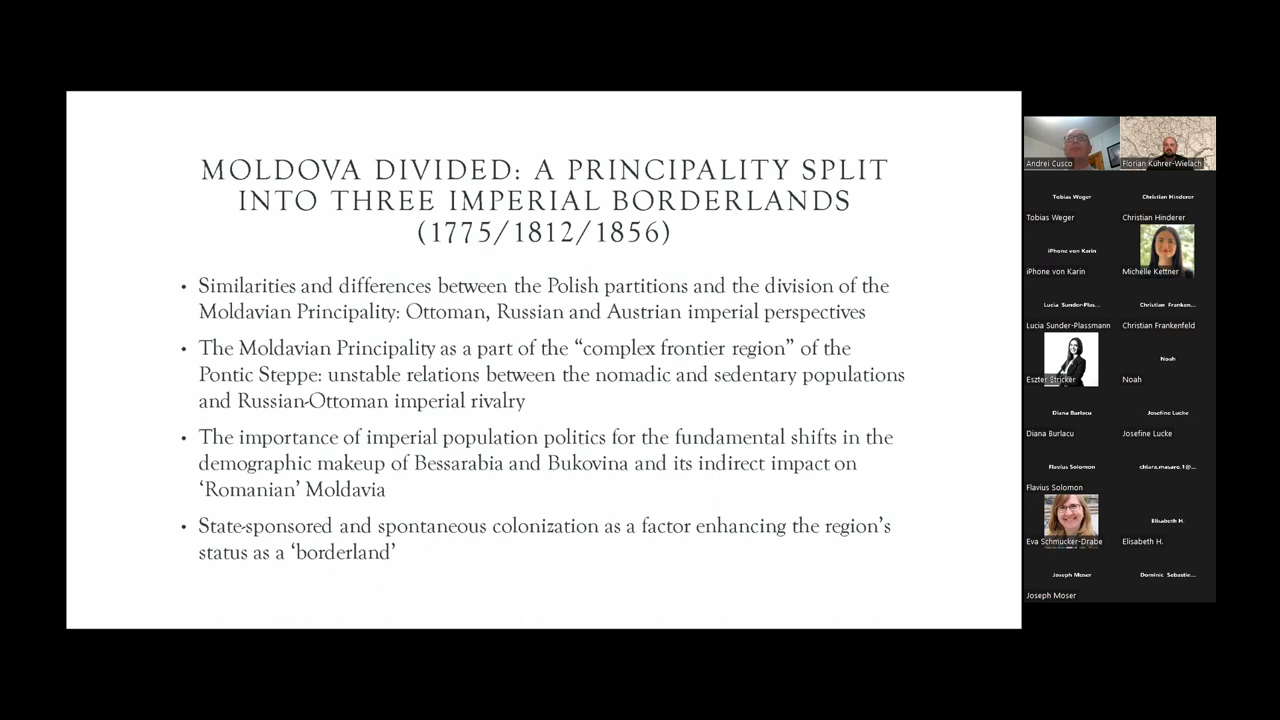 MOLDOVA DIVIDED: A PRINCIPALITY SPLIT
INTO THREE IMPERIAL BORDERLANDS
(1775/1812/1856)
• Similarities and differences between the Polish partitions and the division of the
Moldavian Principality: Ottoman, Russian and Austrian imperial perspectives
• The Moldavian Principality as a part of the “complex frontier region” of the
Pontic Steppe: unstable relations between the nomadic and sedentary populations
and Russian-Ottoman imperial rivalry
• The importance of imperial population politics for the fundamental shifts in the
demographic makeup of Bessarabia and Bukovina and its indirect impact on
‘Romanian’ Moldavia
• State-sponsored and spontaneous colonization as a factor enhancing the region’s
status as a ‘borderland’
Andrei Cusco
Florian Kührer-Wielach
Tobias Weger
Christian Hinderer
Tobias Weger
Christian Hinderer
iPhone von Karin
iPhone von Karin
Michelle Kettner
Lucia Sunder-Plas...
Christian Franken...
Lucia Sunder-Plassmann
Christian Frankenfeld
Noah
Eszter Stricker
Noah
Diana Burlacu
Josefine Lucke
Diana Burlacu
Josefine Lucke
Flavius Solomon
chiara.masaro.1@...
Flavius Solomon
Elisabeth H.
Eva Schmucker-Drabe
Elisabeth H.
Joseph Moser
Dominic Sebastie...
Joseph Moser